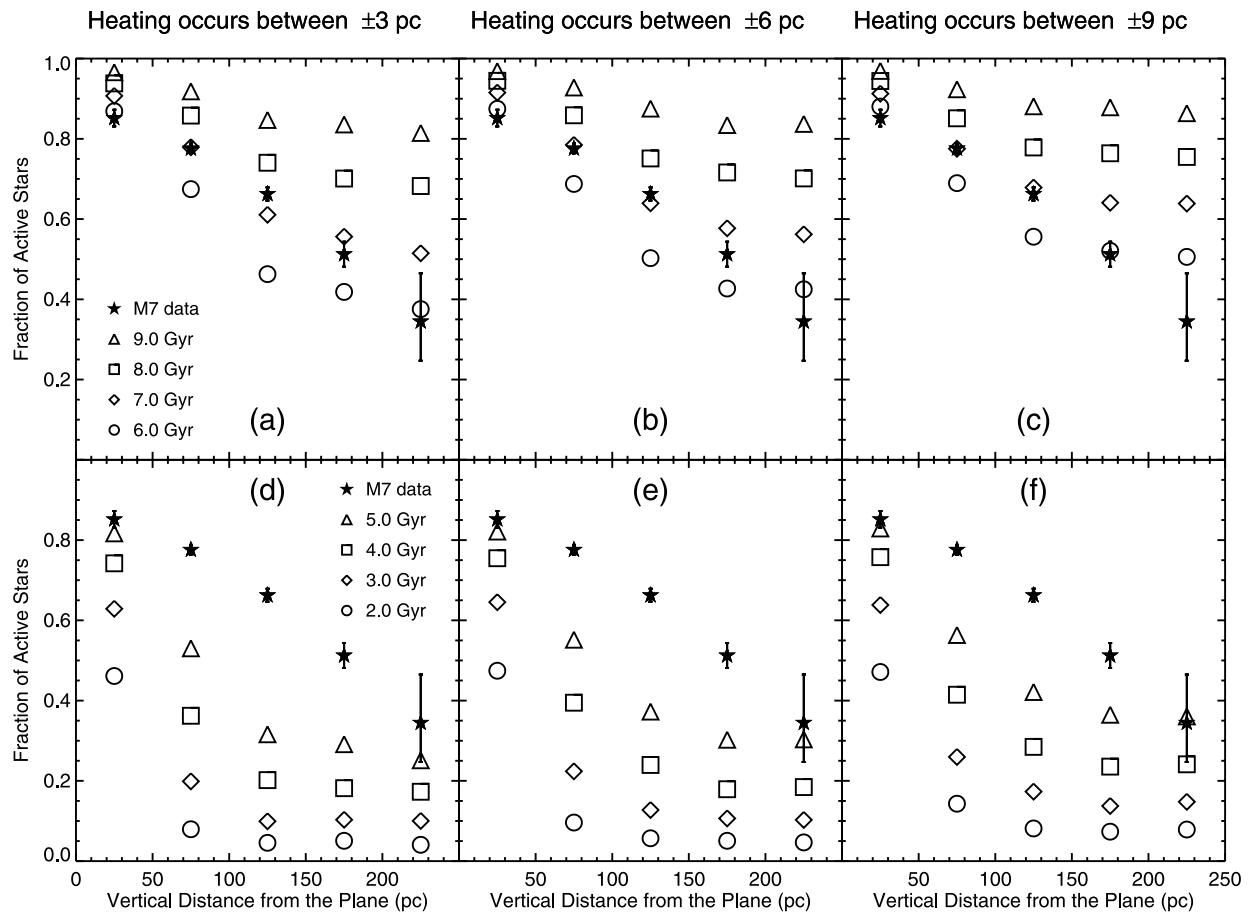 Heating occurs between ±3 pc
Heating occurs between ±6 pc
Heating occurs between ±9 pc
1.0
0.8
0.6
0.4
0.2
Fraction of Active Stars
M7 data
9.0 Gyr
8.0 Gyr
7.0 Gyr
6.0 Gyr
(a)
(b)
(c)
0.8
0.6
0.4
0.2
0.0
Fraction of Active Stars
(d)
M7 data
5.0 Gyr
4.0 Gyr
3.0 Gyr
2.0 Gyr
(e)
(f)
0 50 100 150 200
0 50 100 150 200
0 50 100 150 200 250
Vertical Distance from the Plane (pc)
Vertical Distance from the Plane (pc)
Vertical Distance from the Plane (pc)